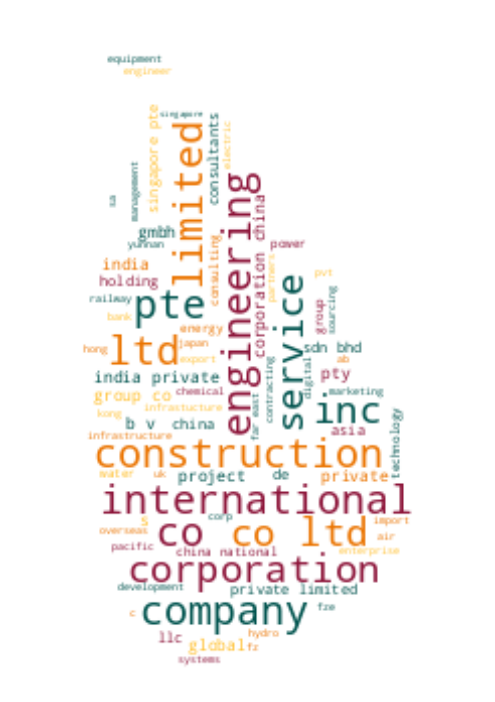 equipment
engineer
singapore
singapore pte
limited
consultants
electric
management
sa
engineering
corporation china
gmbh
yunnan
consulting
power
india
holding
partners
pvt
railway
pte
service
group
sourcing
bank
energy
hong
ltd
japan
export
sdn bhd
ab
digital
india private
chemical
contracting
pty
group co
marketing
infrastucture
inc
kong
far east
b v
china
asia
technology
infrastructure
construction
water
uk
project
de
private
international
s
corp
import
overseas
co
co ltd
air
pacific
china national
enterprise
corporation
development
private limited
c
company
fze
llc
hydro
global
fz
systems